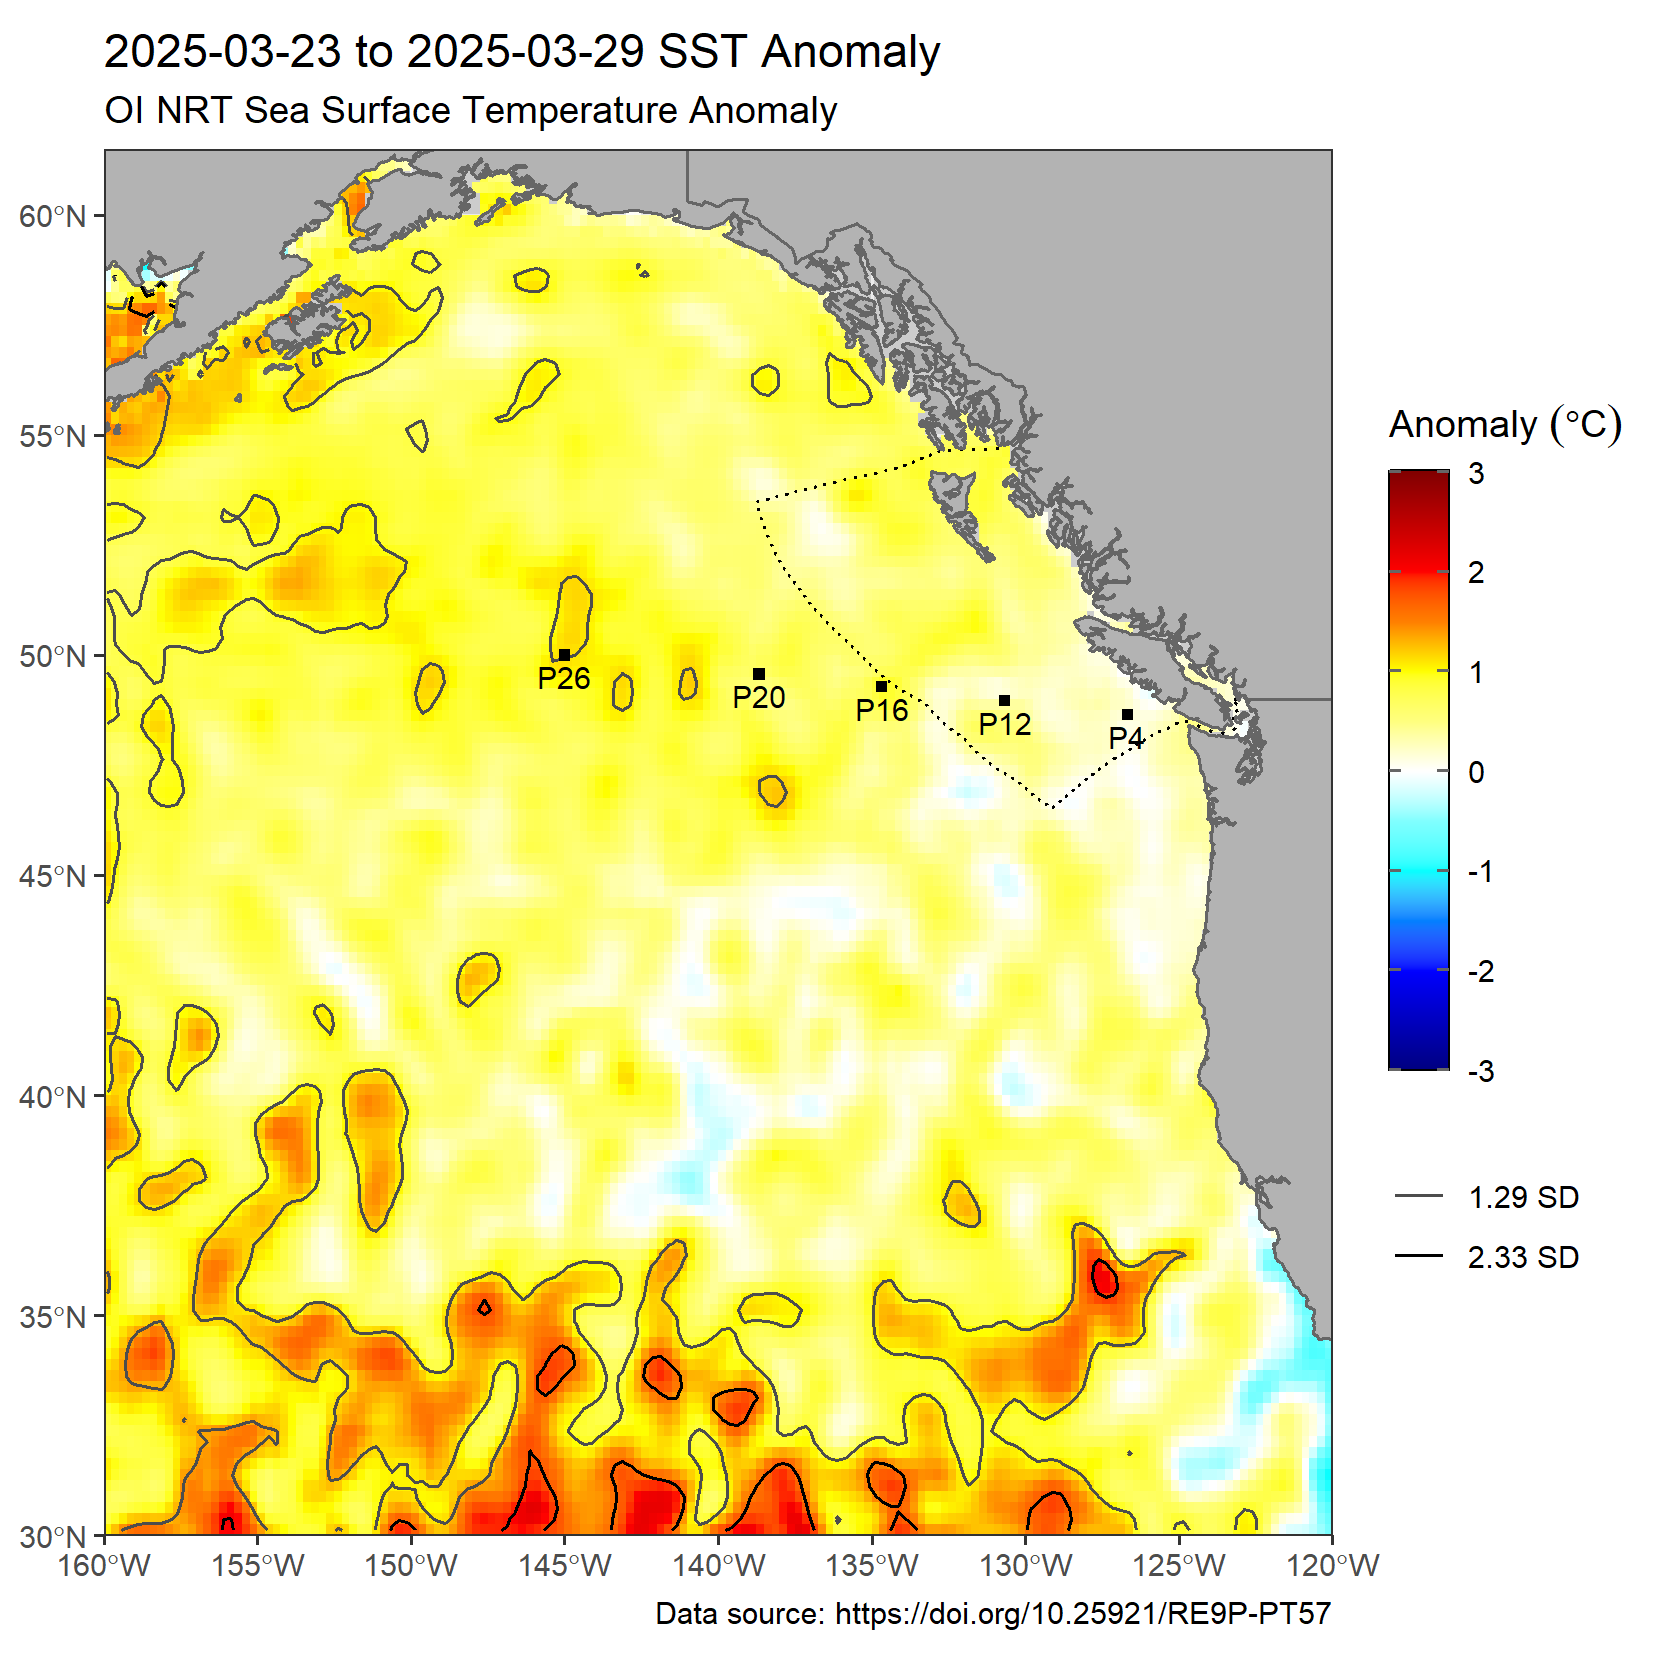 2025-03-23 to 2025-03-29 SST Anomaly
OI NRT Sea Surface Temperature Anomaly
60°N
55°N
50°N
45°N
40°N
35°N
30°N
160°W
155°W
150°W
145°W
140°W
135°W
130°W
125°W
120°W
P26
P20
P16
P12
P4
Anomaly (°C)
3
2
1
0
-1
-2
-3
1.29 SD
2.33 SD
Data source: https://doi.org/10.25921/RE9P-PT57